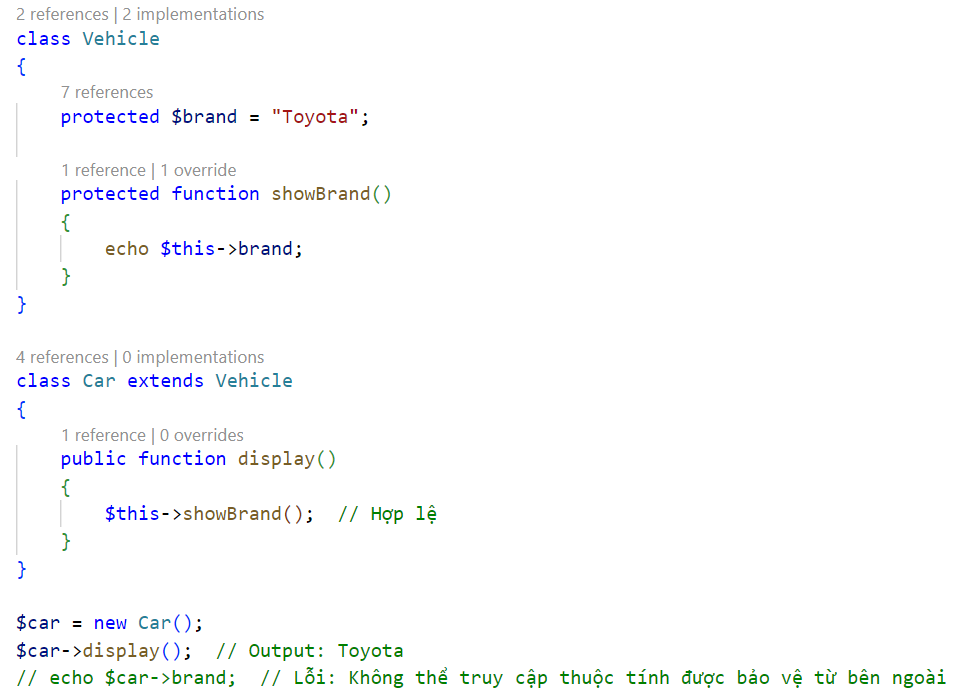 2 references | 2 implementations
class Vehicle
{
7 references
protected $brand = "Toyota";
1 reference | 1 override
protected function showBrand()
{
echo $this->brand;
}
}
4 references | 0 implementations
class Car extends Vehicle
{
1 reference | 0 overrides
public function display()
{
$this->showBrand();  // Hợp lệ
}
}
$car = new Car();
$car->display();  // Output: Toyota
// echo $car->brand;  // Lỗi: Không thể truy cập thuộc tính được bảo vệ từ bên ngoài